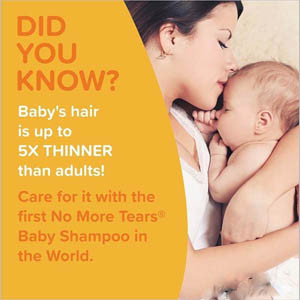 DID
YOU
KNOW?
Baby's hair
is up to
5X THINNER
than adults!
Care for it with the
first No More Tears®
Baby Shampoo in
the World.